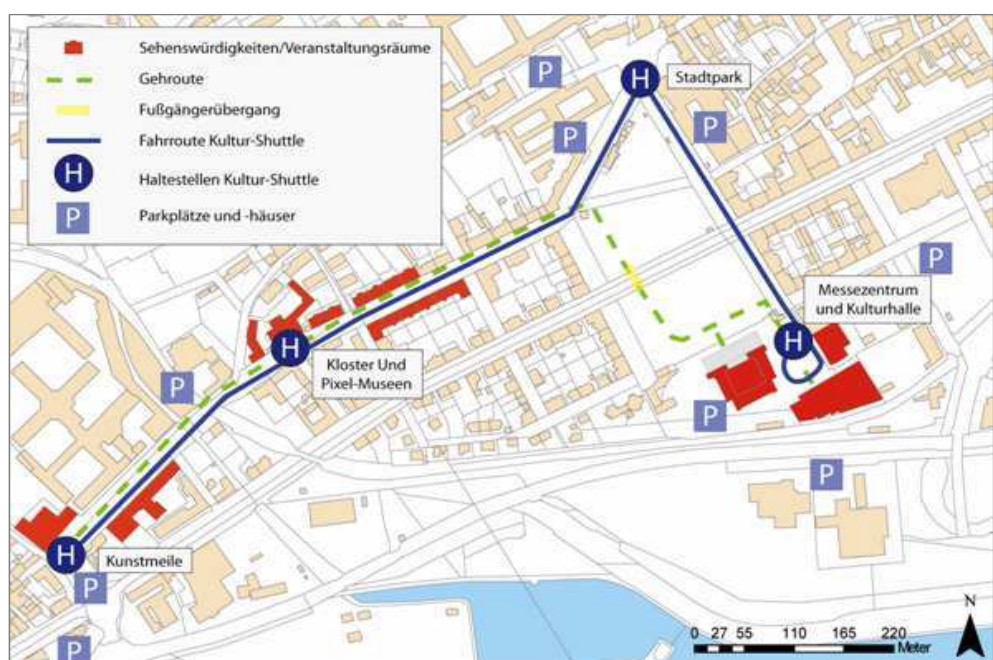 Sehenswürdigkeiten/Veranstaltungsräume
Gehroute
Fußgängerübergang
Fahrroute Kultur-Shuttle
H
Haltestellen Kultur-Shuttle
P
Parkplätze und -häuser
P
H
Stadtpark
P
P
P
Messezentrum
und Kulturhalle
H
H
Kloster Und
Pixel-Museen
P
P
P
H
Kunstmeile
P
P
N
0 27 55 110 165 220
Meter